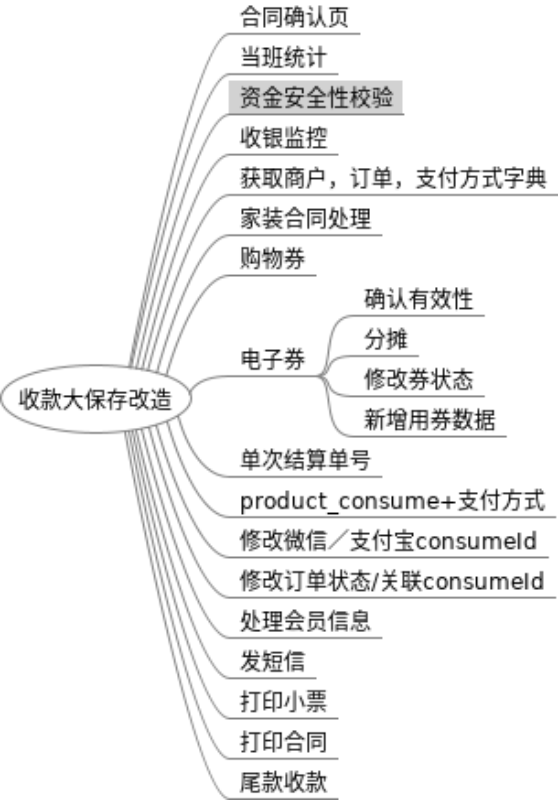 合同确认页
当班统计
资金安全性校验
收银监控
获取商户，订单，支付方式字典
家装合同处理
购物券
确认有效性
分摊
电子券
修改券状态
新增用券数据
收款大保存改造
单次结算单号
product_consume+支付方式
修改微信／支付宝consumeId
修改订单状态/关联consumeId
处理会员信息
发短信
打印小票
打印合同
尾款收款